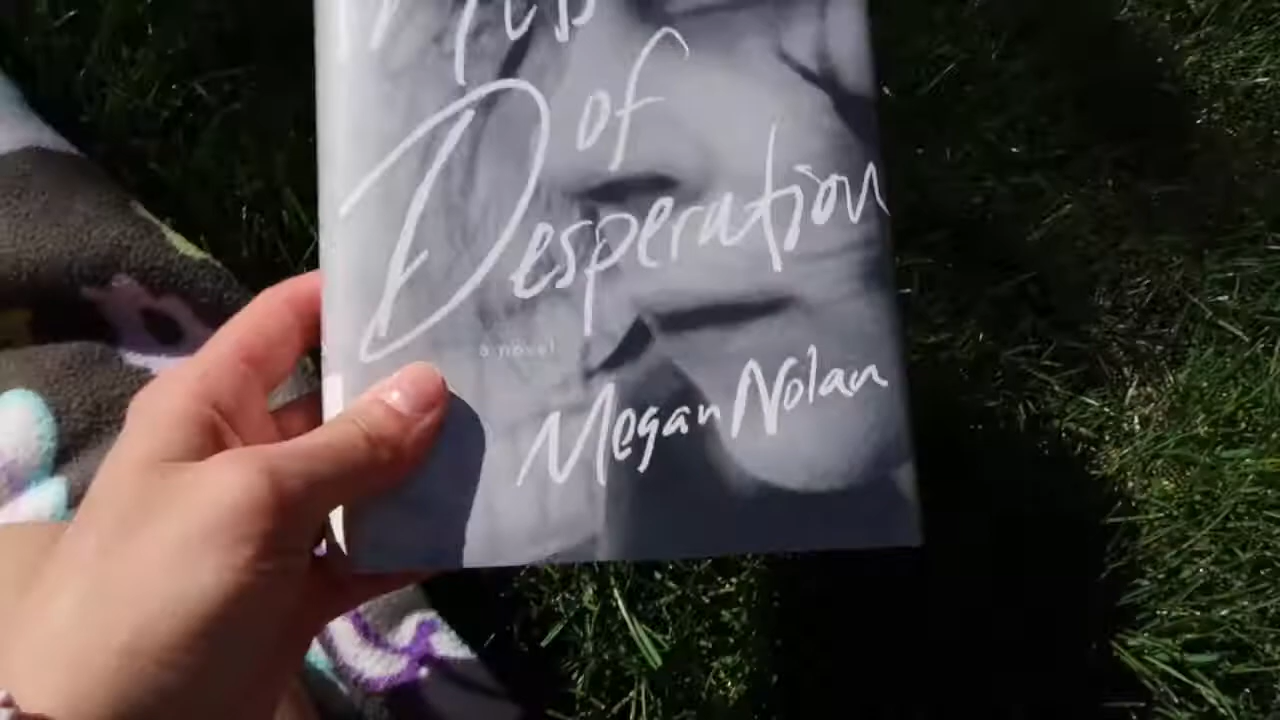 of
Desperation
a novel
Megan Nolan